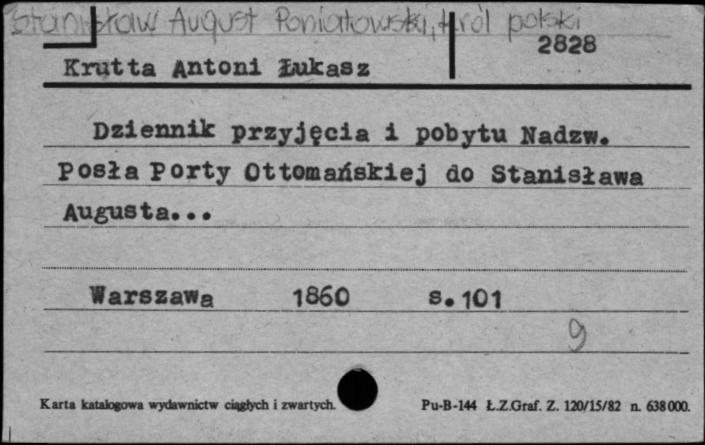 Stanisław August Poniatowski, król polski
2828
Krutta Antoni Łukasz
Dziennik przyjęcia i pobytu Nadzw.
Posła Porty Ottomańskiej do Stanisława
Augusta...
Warszawa 1860 s.101
9
Karta katalogowa wydawnictw ciągłych i zwartych. Pu-B-144 Ł.Z.Graf. Z. 120/15/82 n. 638000.